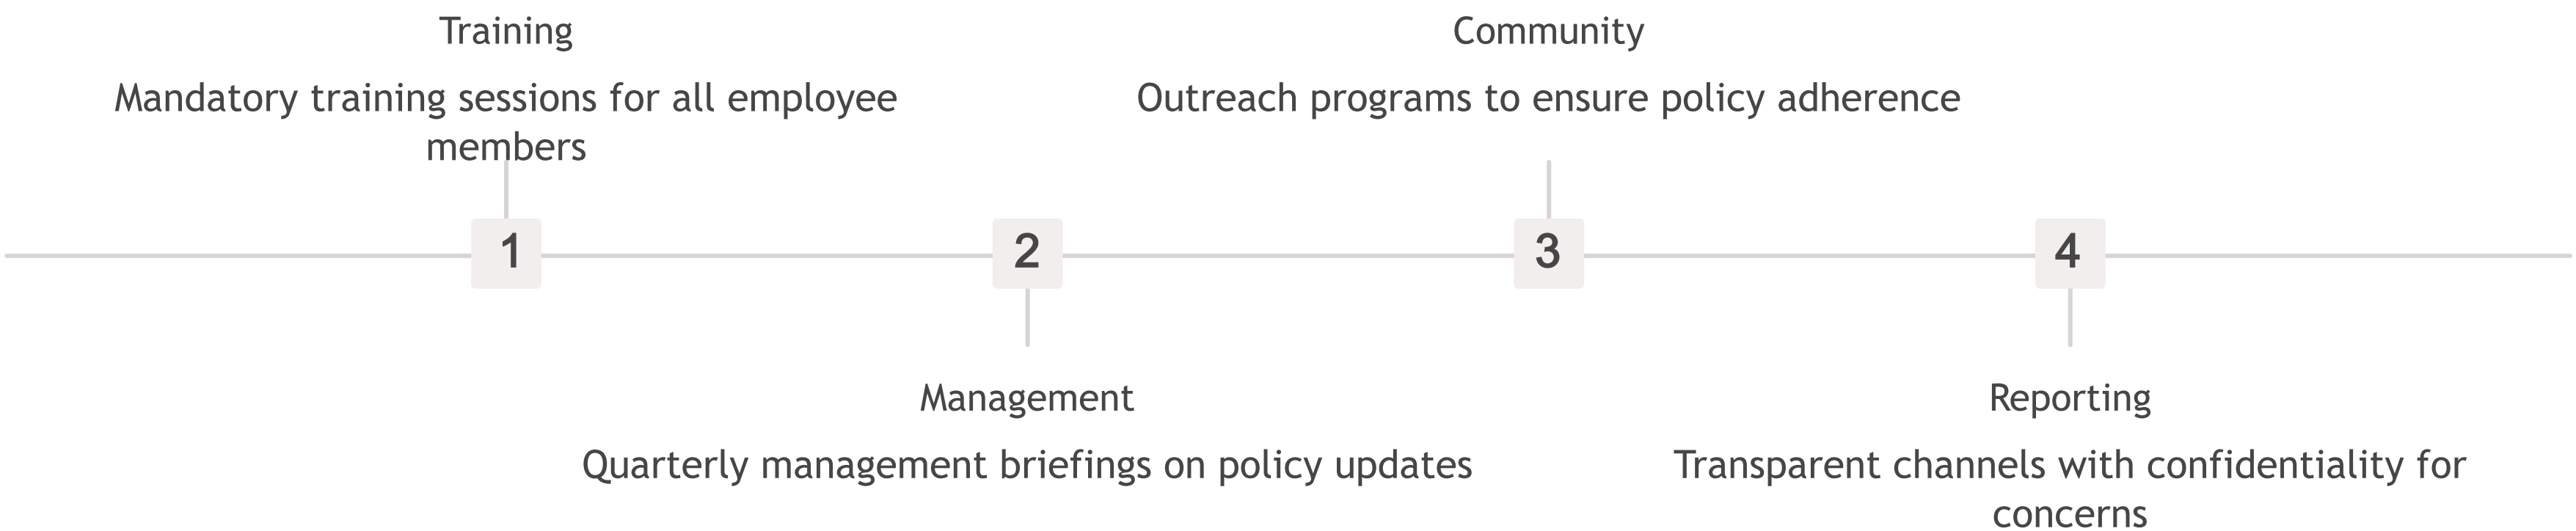 Training
Mandatory training sessions for all employee
members
Community
Outreach programs to ensure policy adherence
1
2
3
4
Management
Quarterly management briefings on policy updates
Reporting
Transparent channels with confidentiality for
concerns